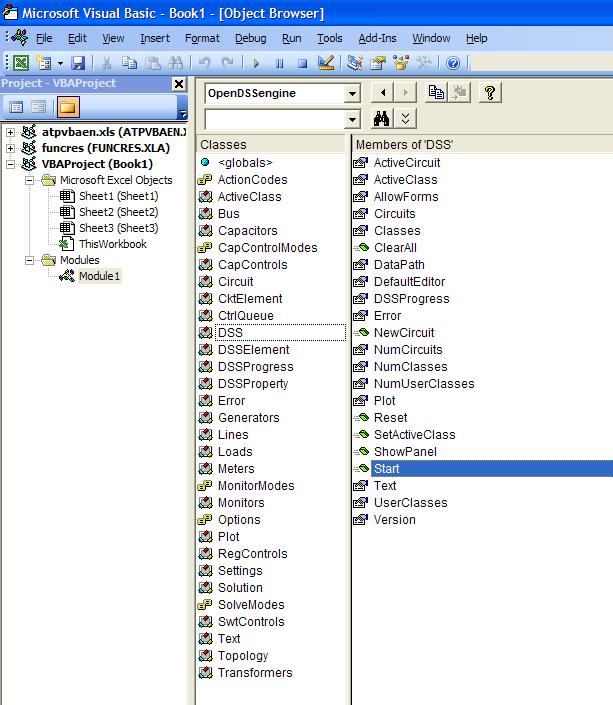 Microsoft Visual Basic - Book1 - [Object Browser]
File Edit View Insert Format Debug Run Tools Add-Ins Window Help
Project - VBAProject
atpvbaen.xls (ATPVBAEN.X
funcres (FUNCRES.XLA)
VBAProject (Book1)
Microsoft Excel Objects
Sheet1 (Sheet1)
Sheet2 (Sheet2)
Sheet3 (Sheet3)
ThisWorkbook
Modules
Module1
OpenDSSengine
Classes
<globals>
ActionCodes
ActiveClass
Bus
Capacitors
CapControlModes
CapControls
Circuit
CktElement
CtrlQueue
DSS
DSSElement
DSSProgress
DSSProperty
Error
Generators
Lines
Loads
Meters
MonitorModes
Monitors
Options
Plot
RegControls
Settings
Solution
SolveModes
SwtControls
Text
Topology
Transformers
Members of 'DSS'
ActiveCircuit
ActiveClass
AllowForms
Circuits
Classes
ClearAll
DataPath
DefaultEditor
DSSProgress
Error
NewCircuit
NumCircuits
NumClasses
NumUserClasses
Plot
Reset
SetActiveClass
ShowPanel
Start
Text
UserClasses
Version